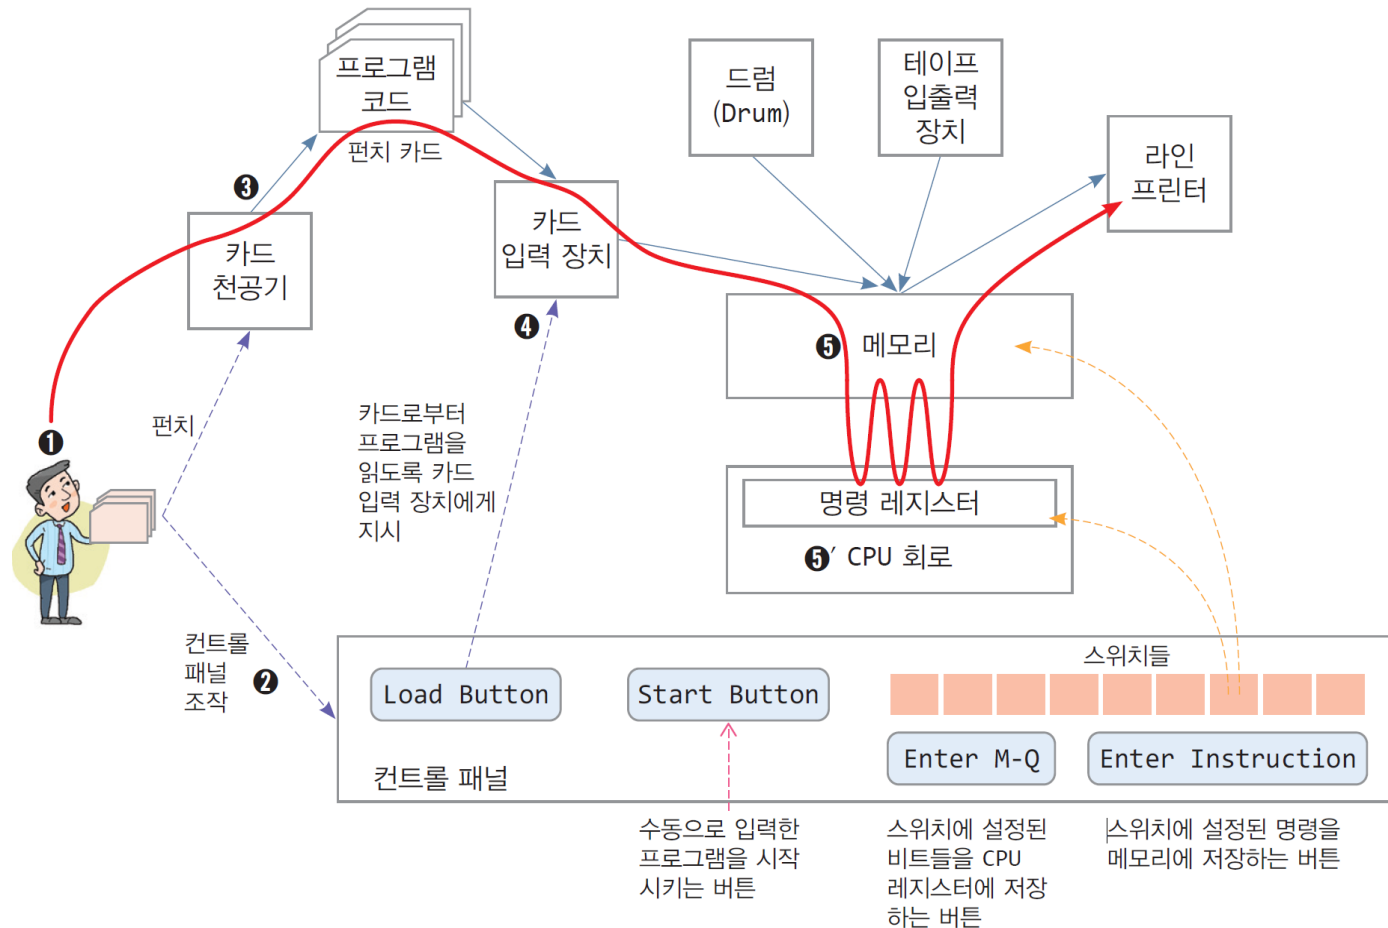 프로그램
코드
펀치 카드
드럼
(Drum)
테이프
입출력
장치
라인
프린터
❸
카드
천공기
카드
입력 장치
❹
❺
메모리
❶
펀치
카드로부터
프로그램을
읽도록 카드
입력 장치에게
지시
명령 레지스터
❺′ CPU 회로
컨트롤
패널
조작
❷
스위치들
Load Button
Start Button
Enter M-Q
Enter Instruction
컨트롤 패널
수동으로 입력한
프로그램을 시작
시키는 버튼
스위치에 설정된
비트들을 CPU
레지스터에 저장
하는 버튼
스위치에 설정된 명령을
메모리에 저장하는 버튼